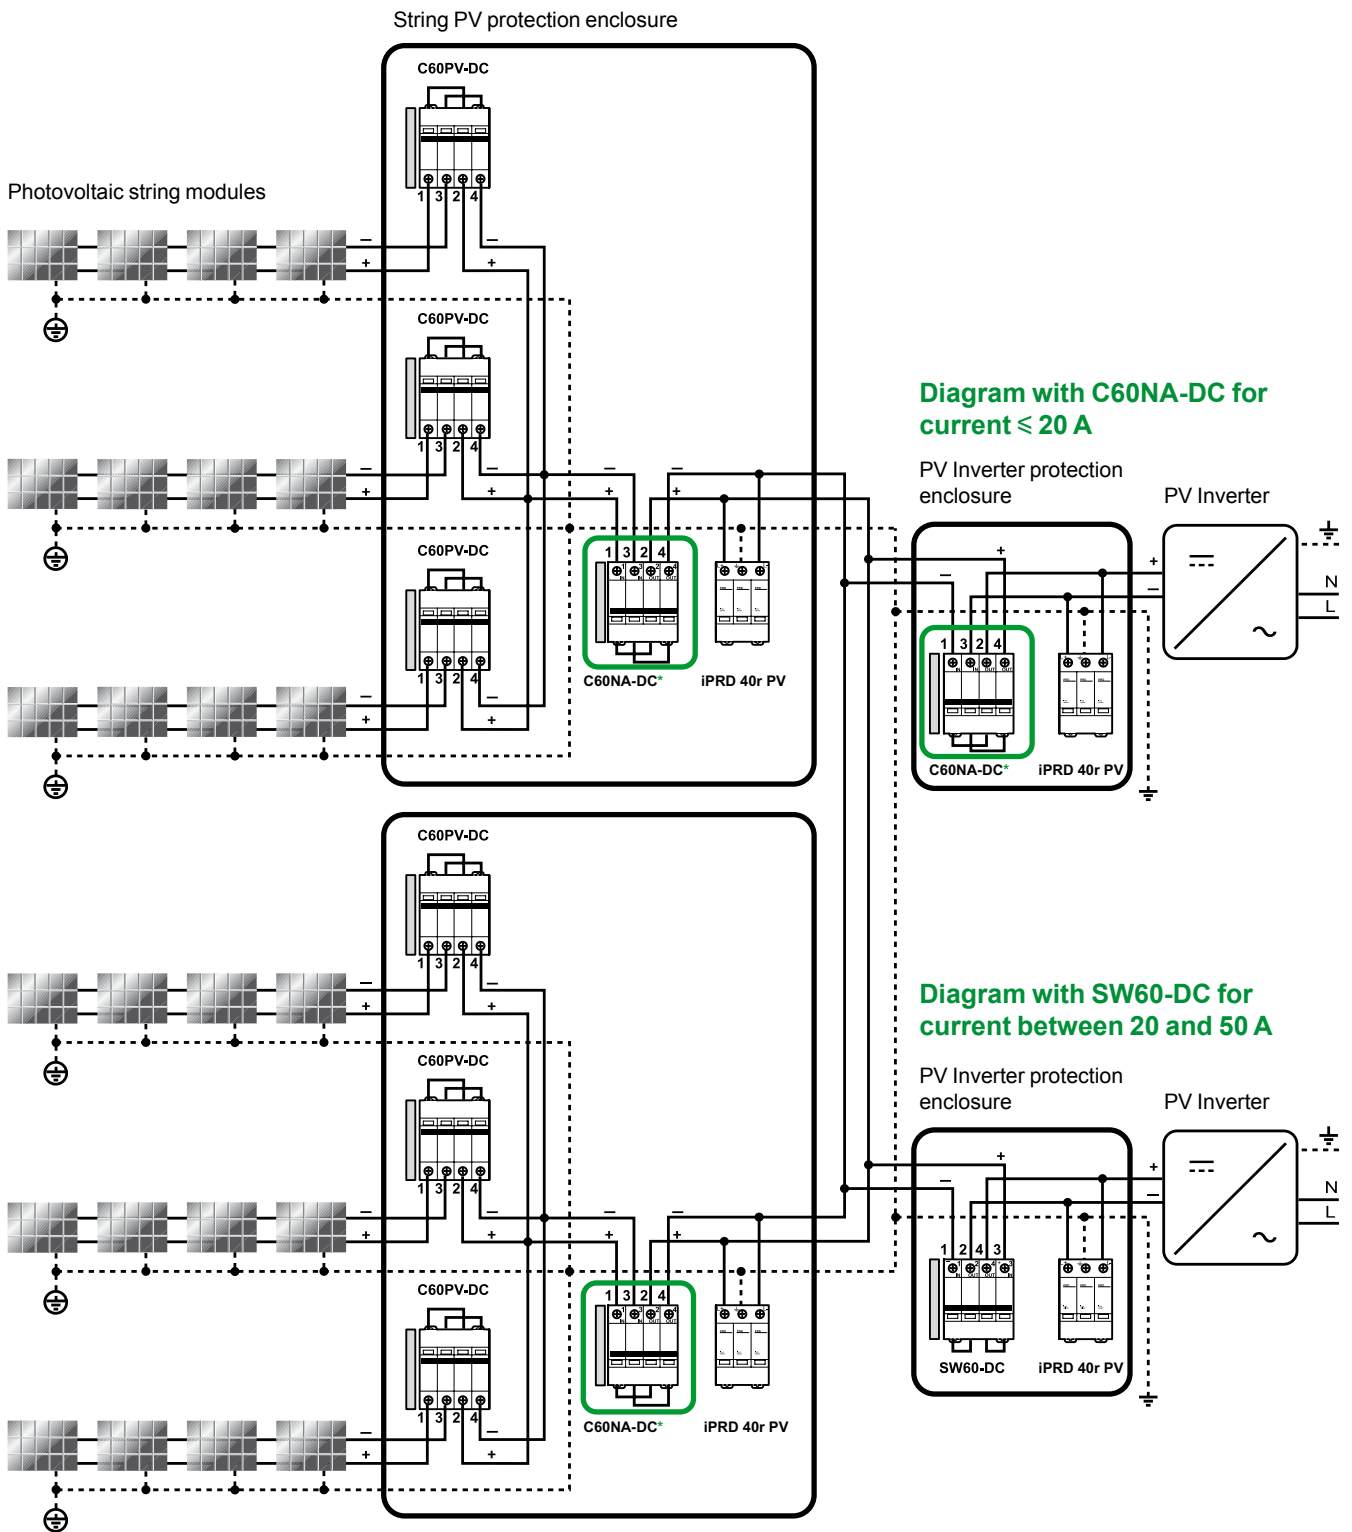 String PV protection enclosure
C60PV-DC
1 3 2 4
Photovoltaic string modules
− −
+ +
C60PV-DC
1 3 2 4
− − − −
+ + + +
C60PV-DC
1 3 2 4
− −
+ +
1 3 2 4
C60NA-DC*
iPRD 40r PV
Diagram with C60NA-DC for
current ⩽ 20 A
PV Inverter protection
enclosure
PV Inverter
+
−
+
−
N
L
1 3 2 4
C60NA-DC*
iPRD 40r PV
C60PV-DC
1 3 2 4
− −
+ +
C60PV-DC
1 3 2 4
− − − −
+ + + +
C60PV-DC
1 3 2 4
− −
+ +
1 3 2 4
C60NA-DC*
iPRD 40r PV
Diagram with SW60-DC for
current between 20 and 50 A
PV Inverter protection
enclosure
PV Inverter
+
−
+
−
N
L
1 2 4 3
SW60-DC
iPRD 40r PV